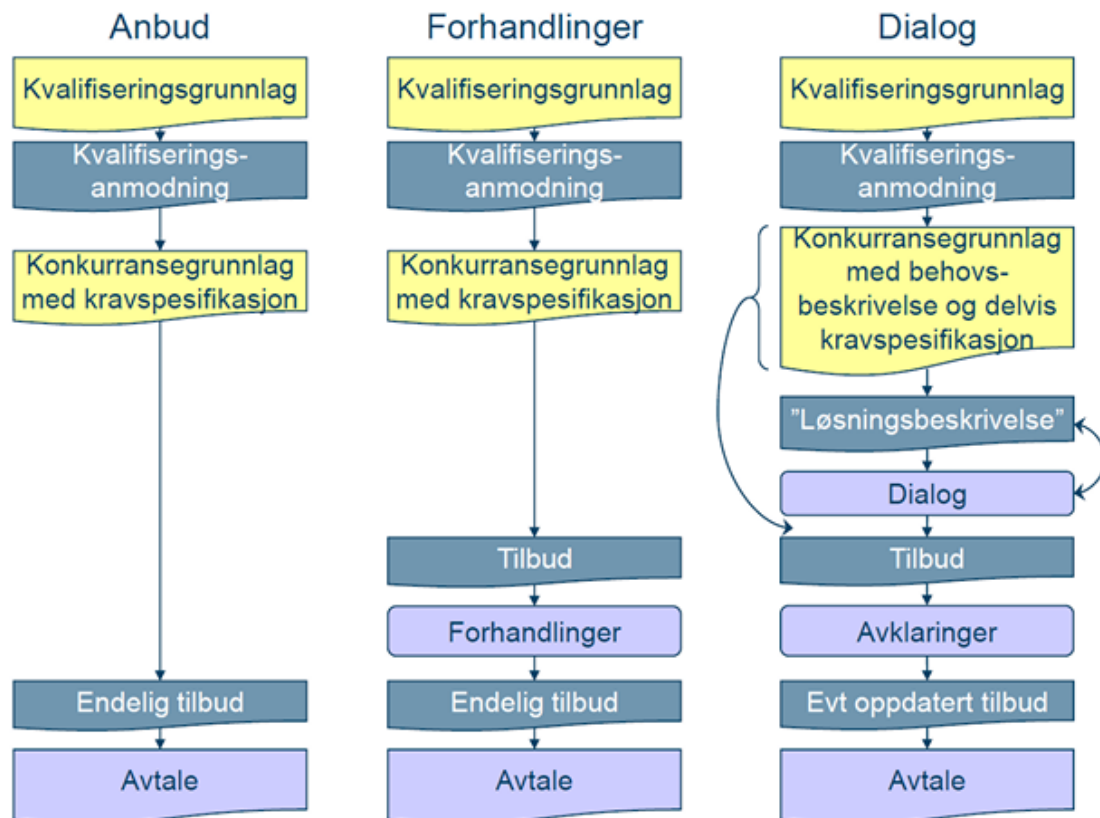 Anbud
Kvalifiseringsgrunnlag
Kvalifiserings-
anmodning
Konkurransegrunnlag
med kravspesifikasjon
Endelig tilbud
Avtale
Forhandlinger
Kvalifiseringsgrunnlag
Kvalifiserings-
anmodning
Konkurransegrunnlag
med kravspesifikasjon
Tilbud
Forhandlinger
Endelig tilbud
Avtale
Dialog
Kvalifiseringsgrunnlag
Kvalifiserings-
anmodning
Konkurransegrunnlag
med behovs-
beskrivelse og delvis
kravspesifikasjon
”Løsningsbeskrivelse”
Dialog
Tilbud
Avklaringer
Evt oppdatert tilbud
Avtale